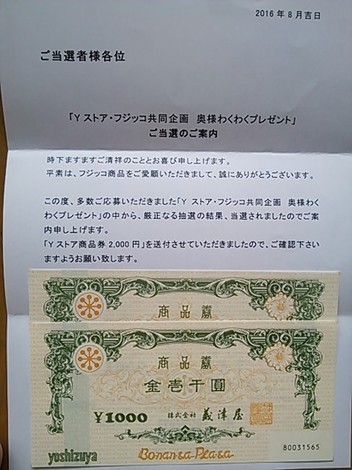 2016 年 8 月吉日
ご当選者様各位
「Y ストア・フジッコ共同企画　奥様わくわくプレゼント」
ご当選のご案内
時下ますますご清祥のこととお喜び申し上げます。
平素は、フジッコ商品をご愛顧いただきまして、誠にありがとうございます。
この度、多数ご応募いただきました「Y ストア・フジッコ共同企画　奥様わく
わくプレゼント」の中から、厳正なる抽選の結果、当選されましたのでご案
内申し上げます。
「Y ストア商品券 2,000 円」を送付させていただきましたので、ご確認下さい
ますようお願い致します。
商品券
商品券
金壱千圓
¥1000 株式会社 義津屋
yoshizuya
Bonanza-Plaza
80031565